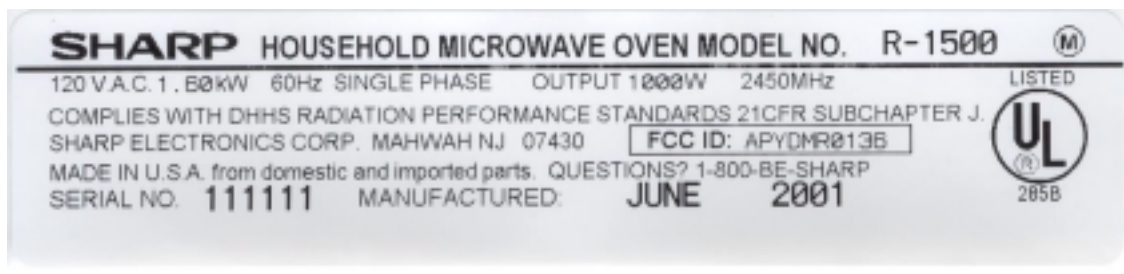 SHARP HOUSEHOLD MICROWAVE OVEN MODEL NO. R-1500 M
120 V.A.C. 1.60KW 60Hz SINGLE PHASE OUTPUT 1000W 2450MHz
LISTED
COMPLIES WITH DHHS RADIATION PERFORMANCE STANDARDS 21CFR SUBCHAPTER J.
SHARP ELECTRONICS CORP. MAHWAH NJ 07430 FCC ID: APYDMR0136
UL ®
MADE IN U.S.A. from domestic and imported parts. QUESTIONS? 1-800-BE-SHARP
SERIAL NO. 111111 MANUFACTURED: JUNE 2001
285B